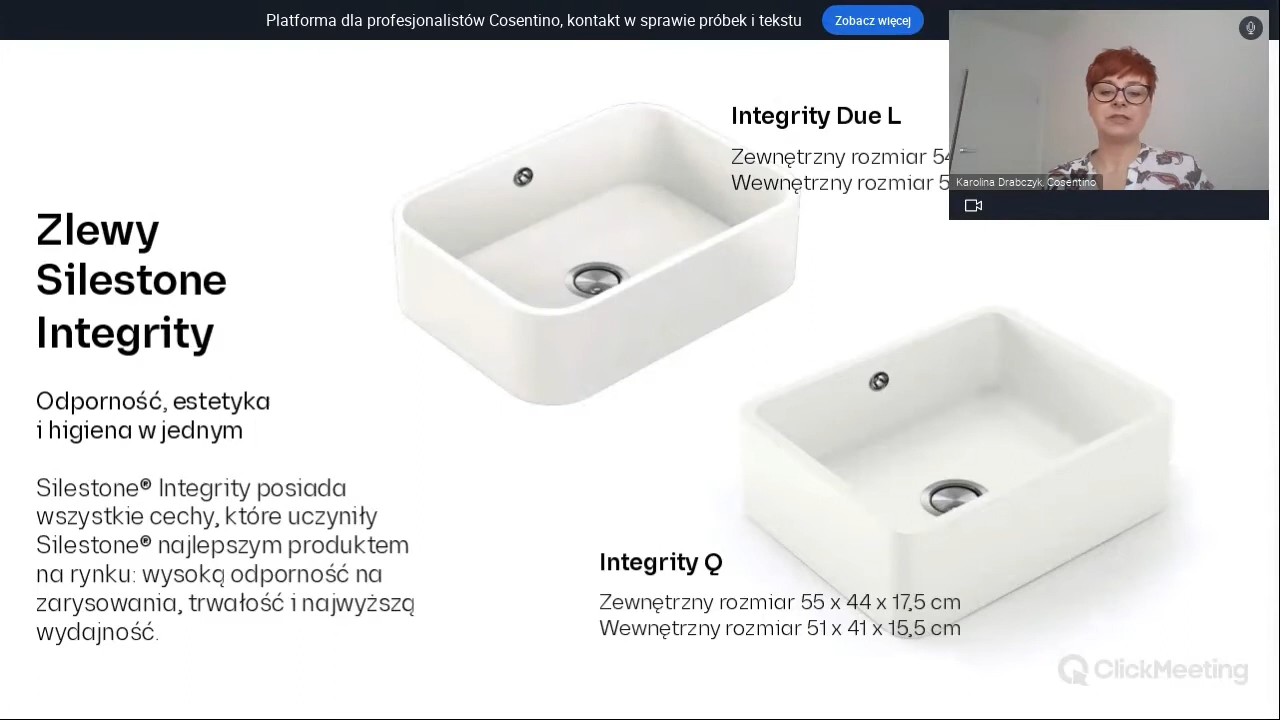 Platforma dla profesjonalistów Cosentino, kontakt w sprawie próbek i tekstu
Zobacz więcej
Karolina Drabczyk, Cosentino
Integrity Due L
Zewnętrzny rozmiar
Wewnętrzny rozmiar
Zlewy
Silestone
Integrity
Odporność, estetyka
i higiena w jednym
Silestone® Integrity posiada
wszystkie cechy, które uczyniły
Silestone® najlepszym produktem
na rynku: wysoką odporność na
zarysowania, trwałość i najwyższą
wydajność.
Integrity Q
Zewnętrzny rozmiar 55 x 44 x 17,5 cm
Wewnętrzny rozmiar 51 x 41 x 15,5 cm
ClickMeeting